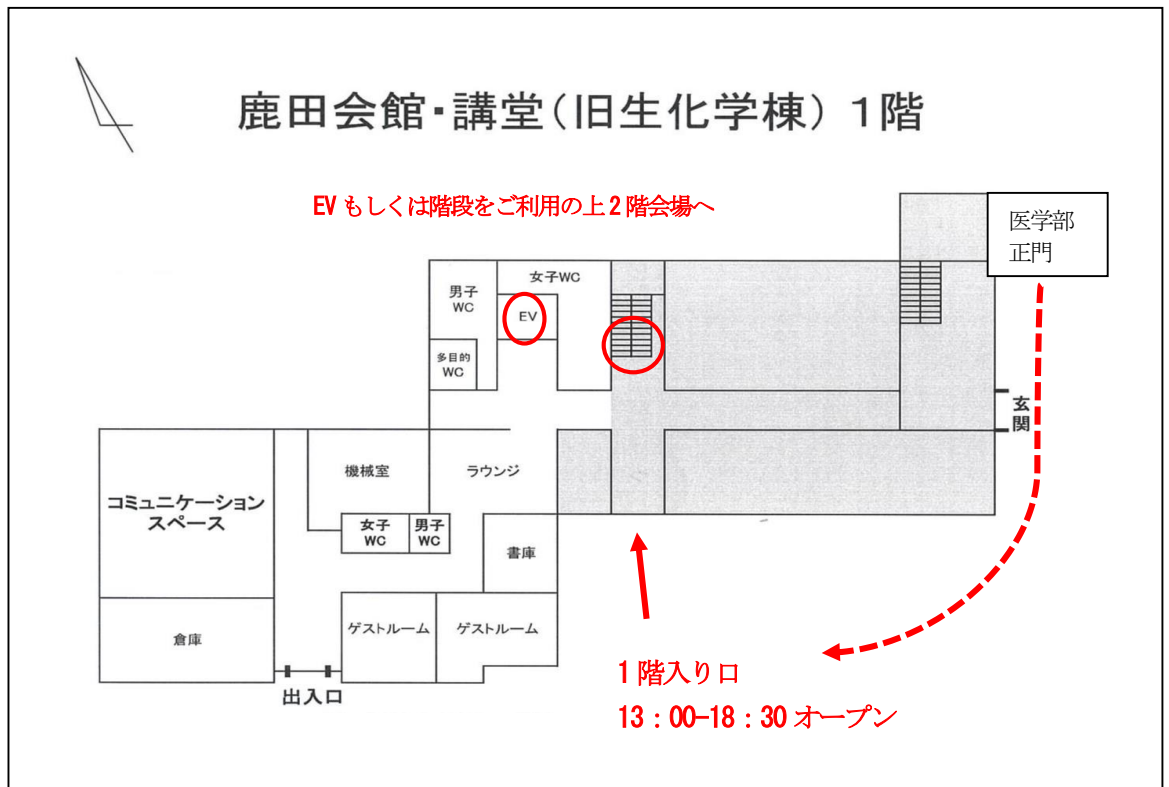 鹿田会館・講堂(旧生化学棟) 1階
EV もしくは階段をご利用の上 2 階会場へ
医学部
正門
女子WC
男子
WC
EV
多目的
WC
玄
関
機械室
ラウンジ
コミュニケーション
スペース
女子
WC
男子
WC
書庫
倉庫
ゲストルーム
ゲストルーム
出入口
1 階入り口
13：00-18：30 オープン